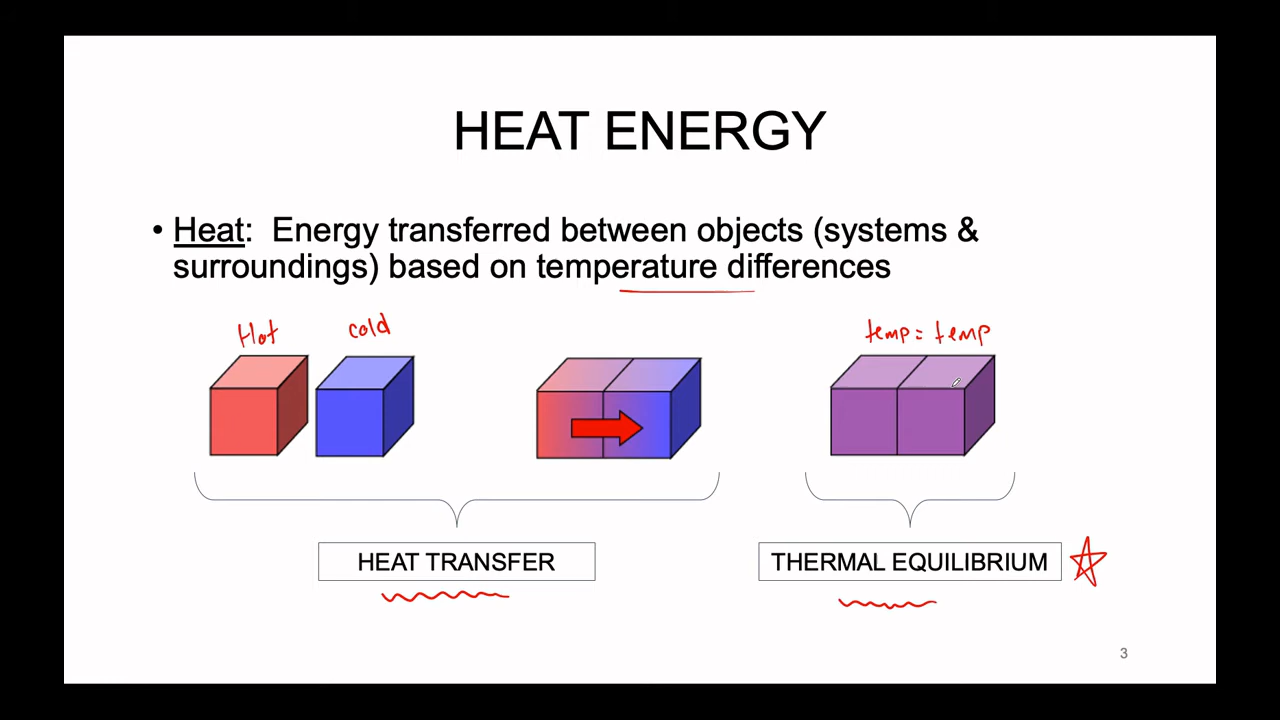 HEAT ENERGY
• Heat: Energy transferred between objects (systems &
surroundings) based on temperature differences
Hot
cold
temp = temp
HEAT TRANSFER
THERMAL EQUILIBRIUM
3